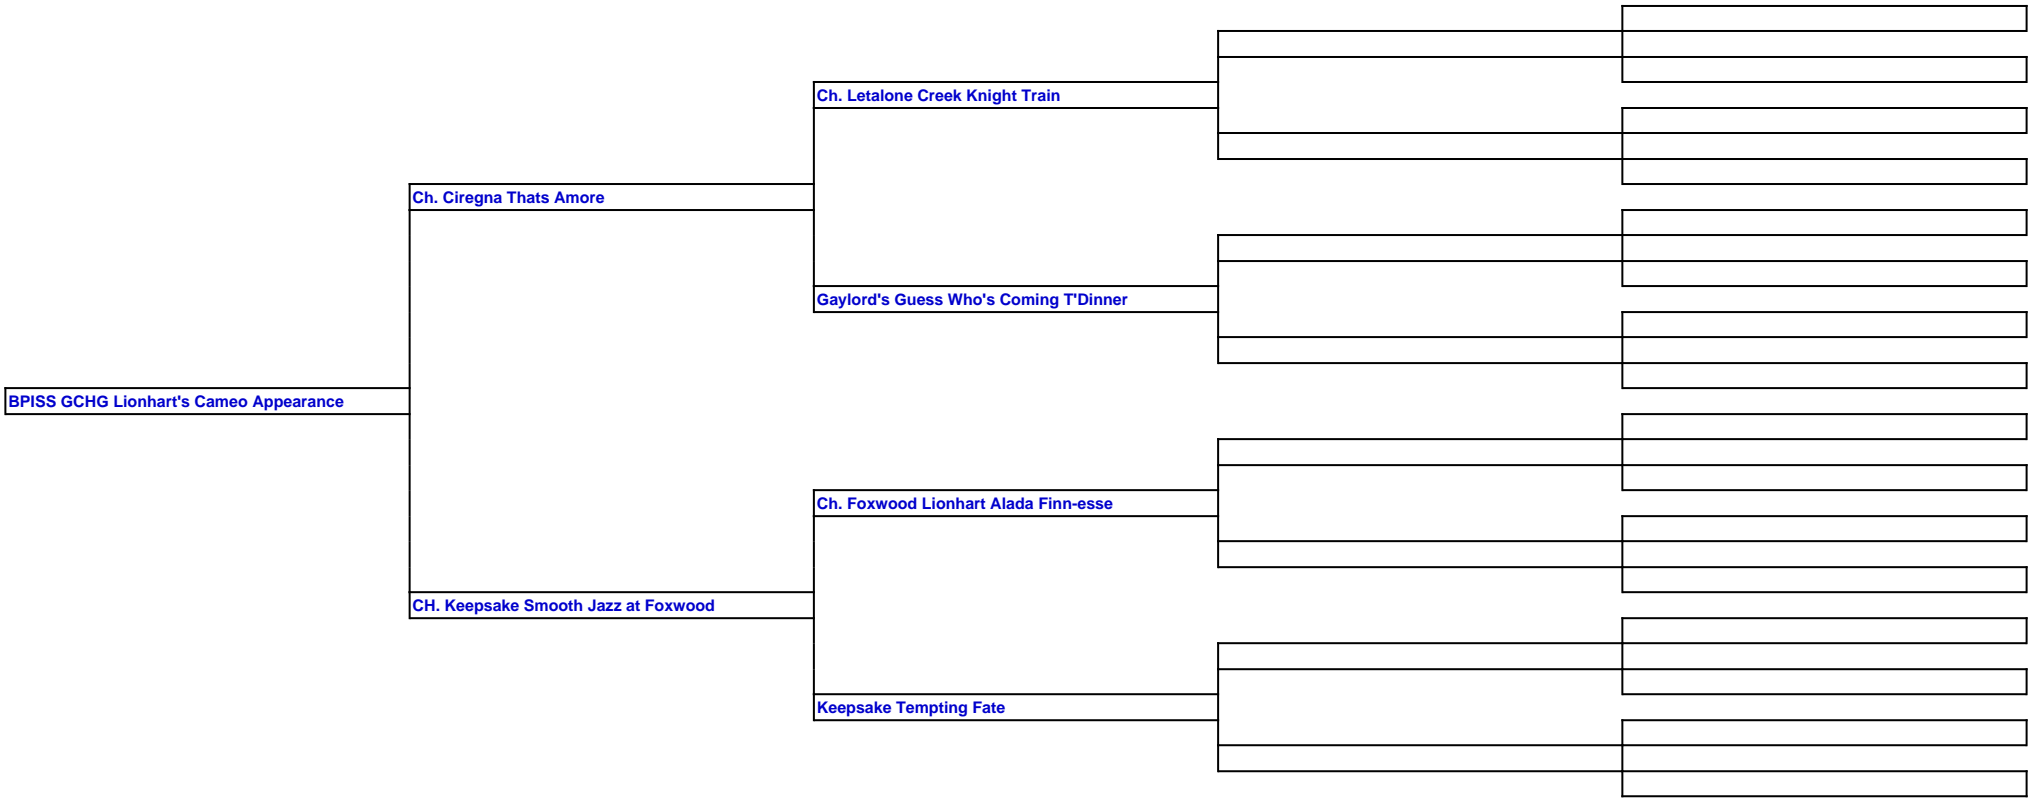 Ch. Letalone Creek Knight Train
Ch. Ciregna Thats Amore
Gaylord's Guess Who's Coming T'Dinner
BPISS GCHG Lionhart's Cameo Appearance
Ch. Foxwood Lionhart Alada Finn-esse
CH. Keepsake Smooth Jazz at Foxwood
Keepsake Tempting Fate